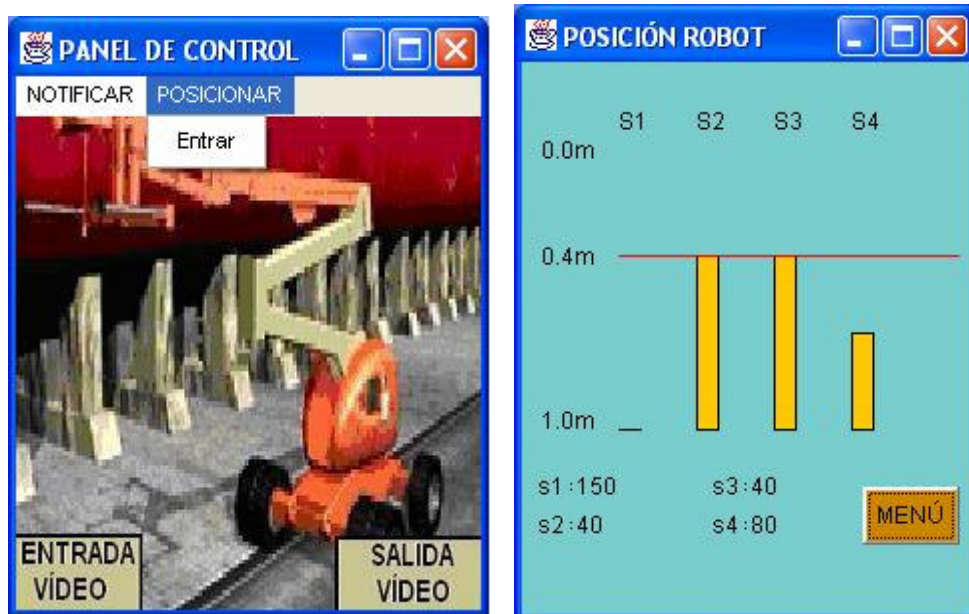 PANEL DE CONTROL
NOTIFICAR POSICIONAR
Entrar
ENTRADA
VÍDEO
SALIDA
VÍDEO
POSICIÓN ROBOT
S1 S2 S3 S4
0.0m
0.4m
1.0m
s1:150 s3:40
s2:40 s4:80
MENÚ